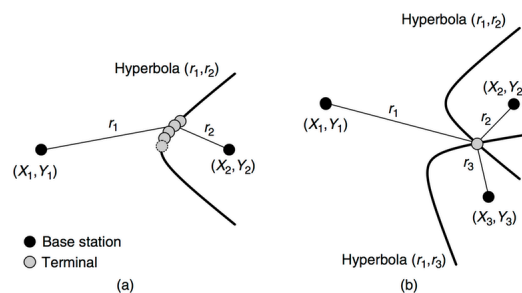 Hyperbola (r₁,r₂)
r₁
r₂
(X₁,Y₁)
(X₂,Y₂)
Base station
Terminal
(a)
Hyperbola (r₁,r₂)
(X₂,Y₂)
r₁
r₂
(X₁,Y₁)
r₃
(X₃,Y₃)
Hyperbola (r₁,r₃)
(b)